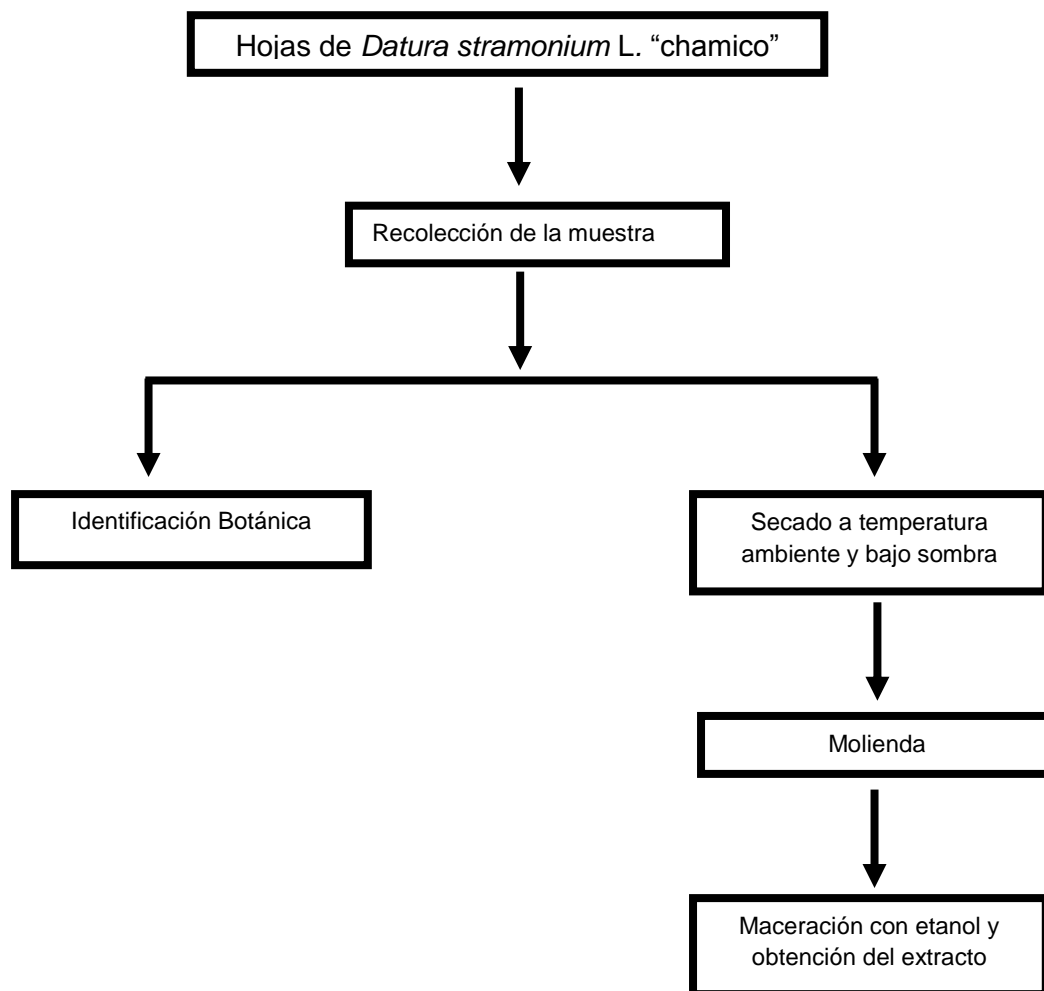 Hojas de Datura stramonium L. “chamico”
Recolección de la muestra
Identificación Botánica
Secado a temperatura
ambiente y bajo sombra
Molienda
Maceración con etanol y
obtención del extracto